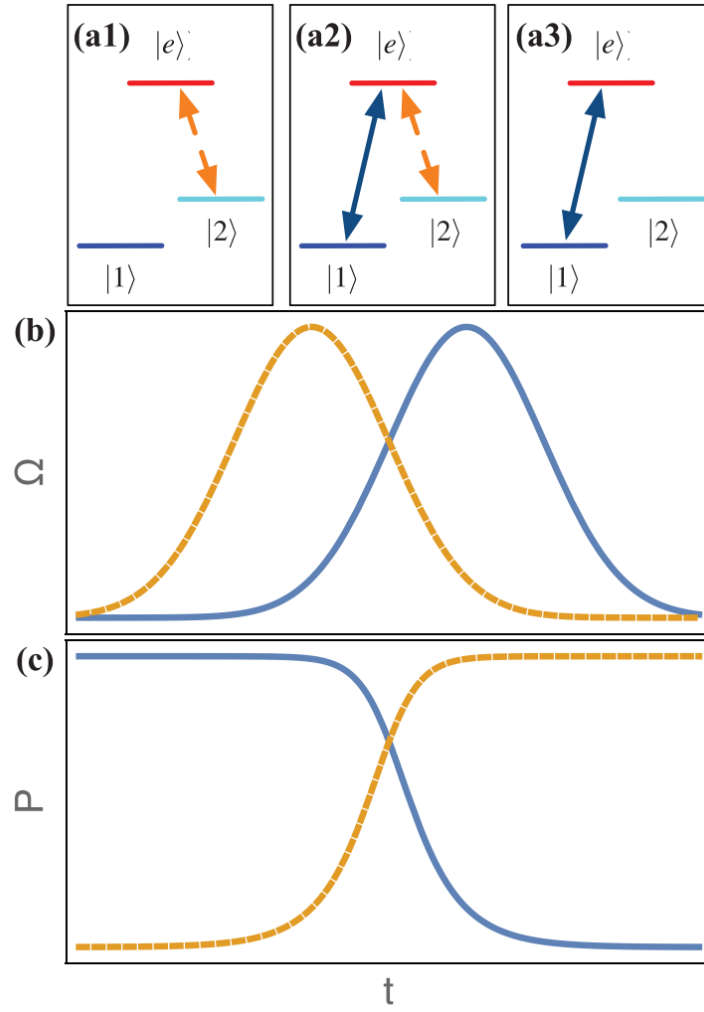 (a1) |e⟩
|2⟩
|1⟩
(a2) |e⟩
|2⟩
|1⟩
(a3) |e⟩
|2⟩
|1⟩
(b)
Ω
(c)
P
t